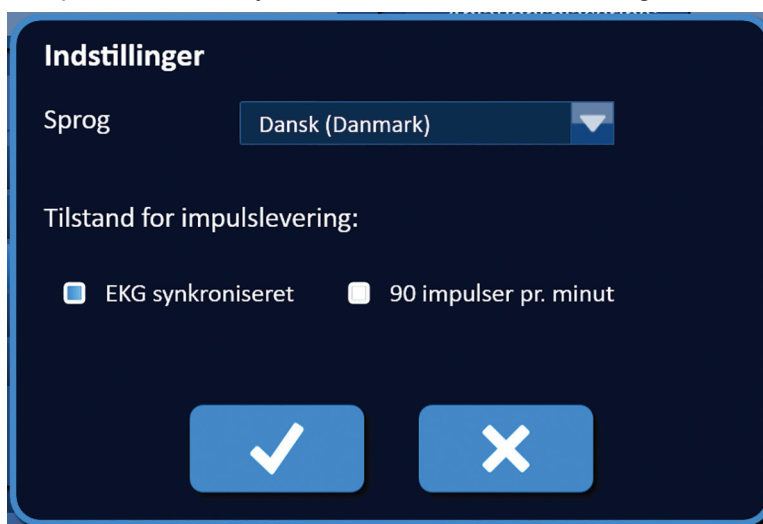 Indstillinger
Sprog Dansk (Danmark)
Tilstand for impulslevering:
EKG synkroniseret 90 impulser pr. minut